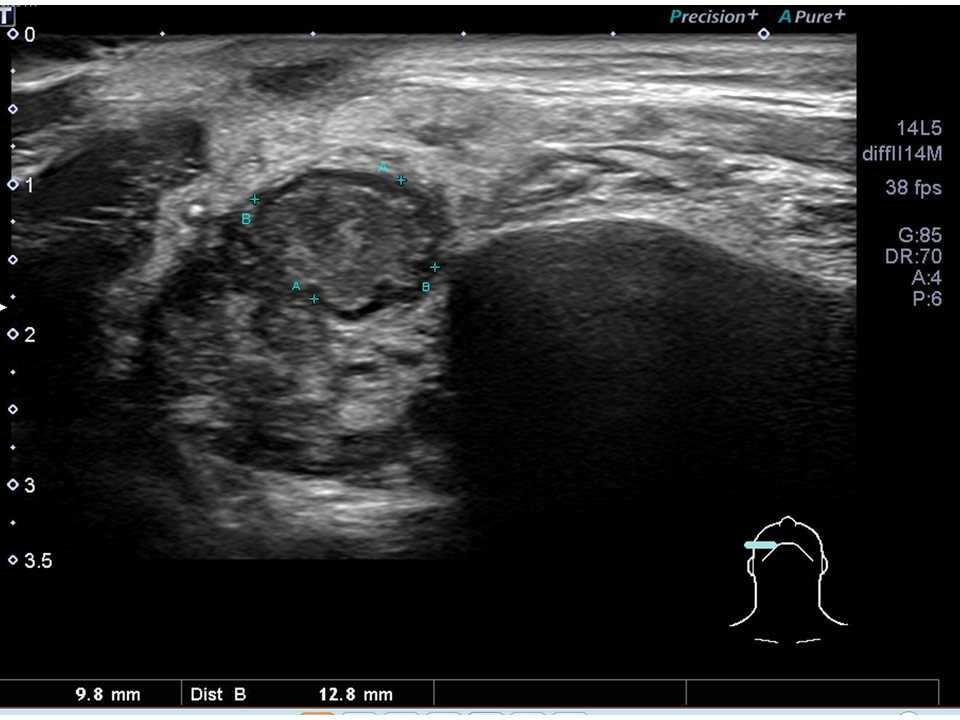 T
Precision+ A Pure+
0
1
2
3
3.5
14L5
diffII14M
38 fps
G:85
DR:70
A:4
P:6
A
B
A
B
9.8 mm Dist B 12.8 mm